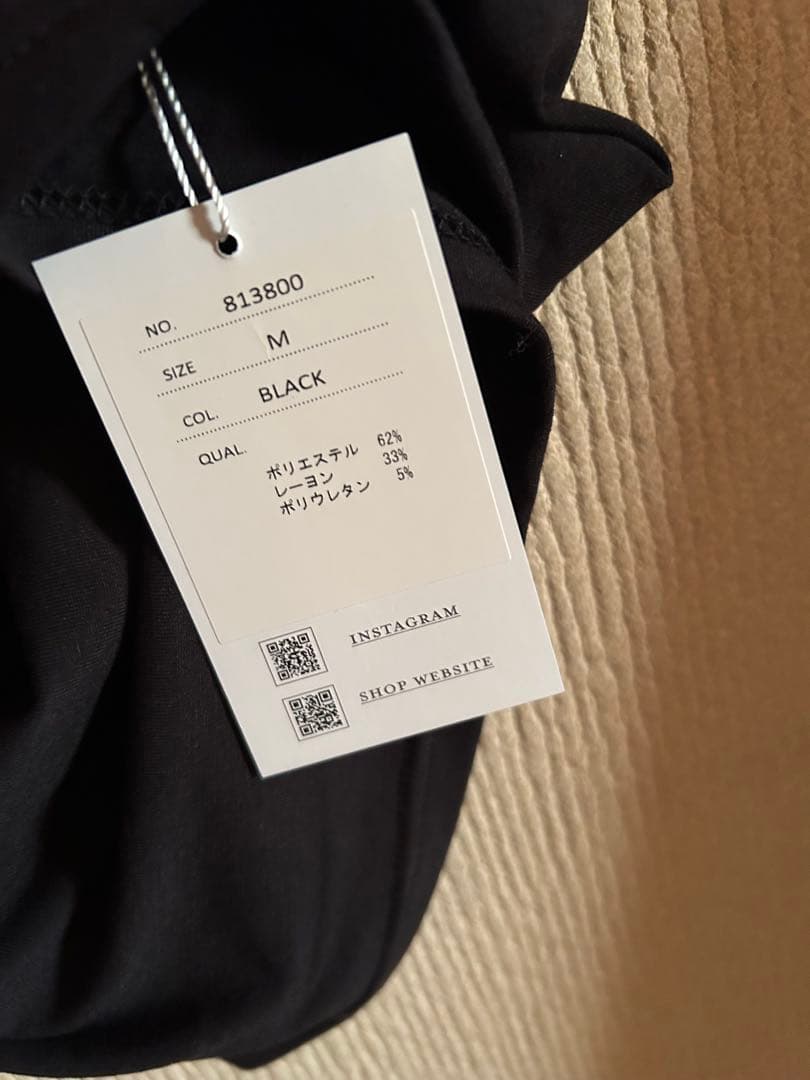 NO. 813800
SIZE M
COL. BLACK
QUAL.
ポリエステル 62%
レーヨン 33%
ポリウレタン 5%
INSTAGRAM
SHOP WEBSITE